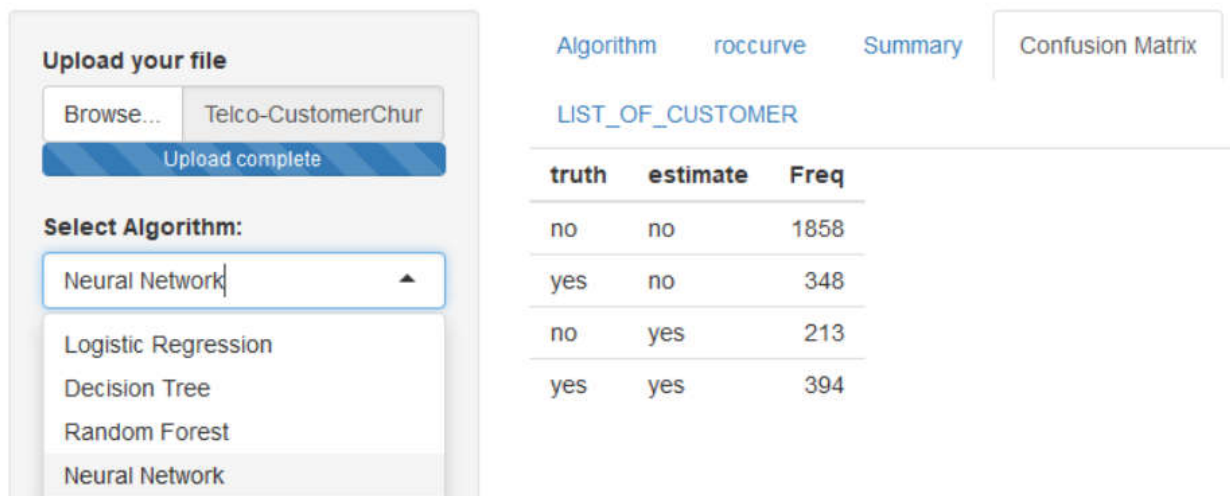 Upload your file
Browse... Telco-CustomerChur
Upload complete
Select Algorithm:
Neural Network
Logistic Regression
Decision Tree
Random Forest
Neural Network
Algorithm roccurve Summary Confusion Matrix
LIST_OF_CUSTOMER
truth estimate Freq
no no 1858
yes no 348
no yes 213
yes yes 394